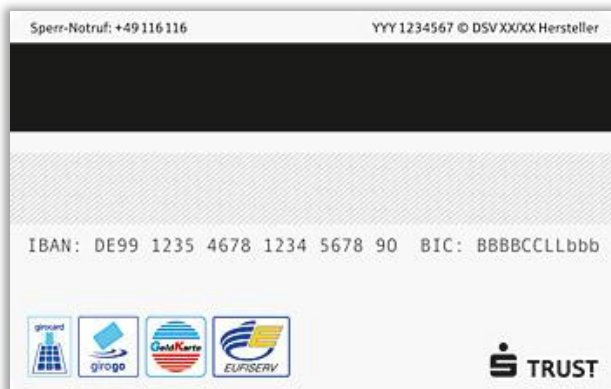 Sperr-Notruf: +49 116 116 YYY 1234567 © DSV XX/XX Hersteller
IBAN: DE99 1235 4678 1234 5678 90 BIC: BBBBCCLLbbb
girocard girogo GeldKarte EUFISERV S TRUST